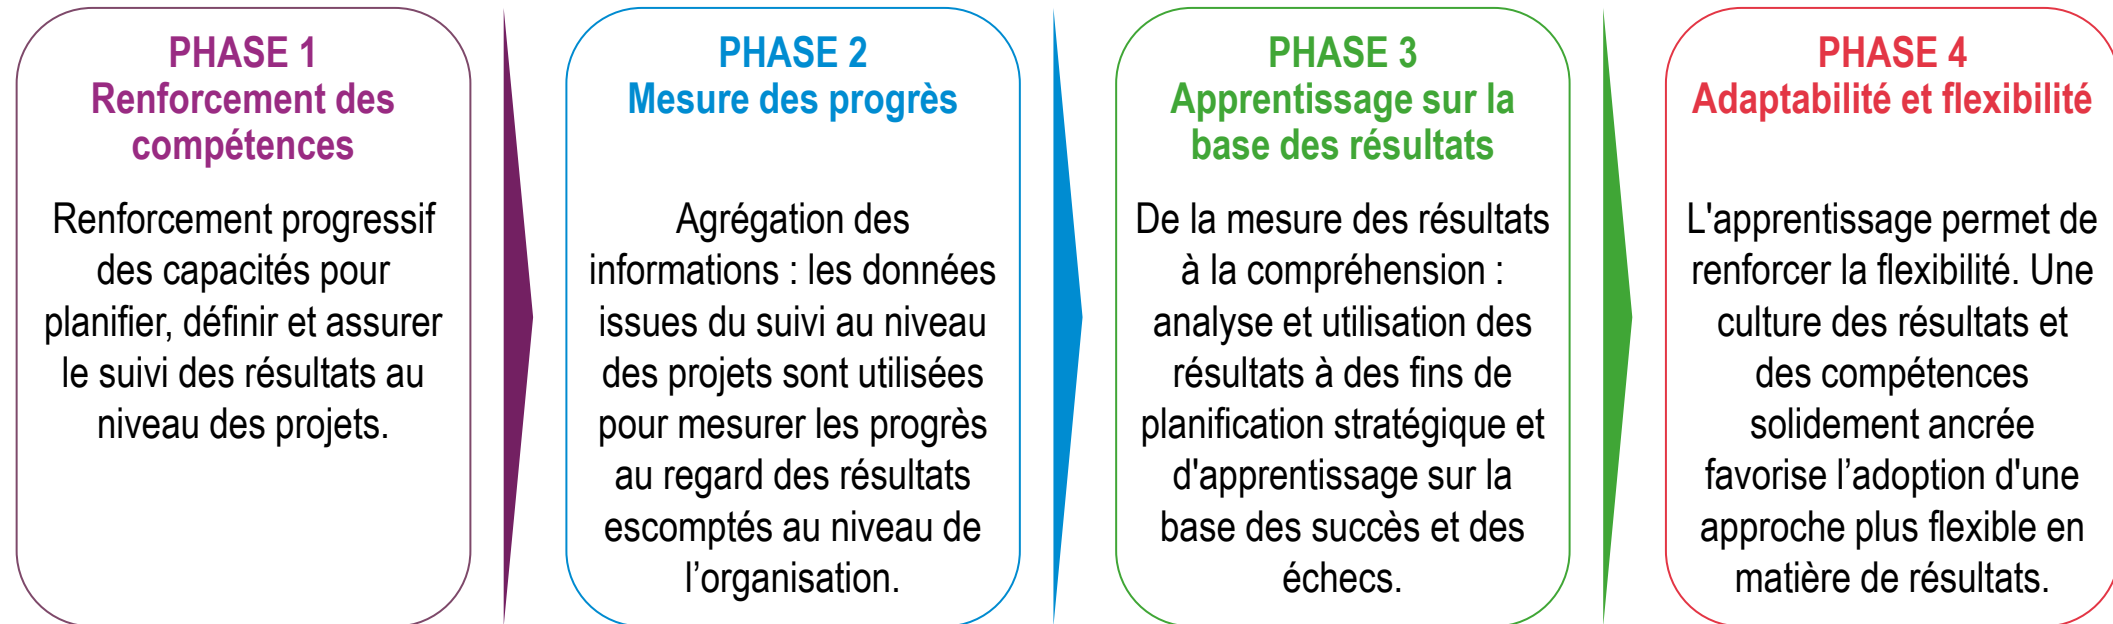 PHASE 1
Renforcement des
compétences
Renforcement progressif
des capacités pour
planifier, définir et assurer
le suivi des résultats au
niveau des projets.
PHASE 2
Mesure des progrès
Agrégation des
informations : les données
issues du suivi au niveau
des projets sont utilisées
pour mesurer les progrès
au regard des résultats
escomptés au niveau de
l’organisation.
PHASE 3
Apprentissage sur la
base des résultats
De la mesure des résultats
à la compréhension :
analyse et utilisation des
résultats à des fins de
planification stratégique et
d'apprentissage sur la
base des succès et des
échecs.
PHASE 4
Adaptabilité et flexibilité
L'apprentissage permet de
renforcer la flexibilité. Une
culture des résultats et
des compétences
solidement ancrée
favorise l’adoption d'une
approche plus flexible en
matière de résultats.